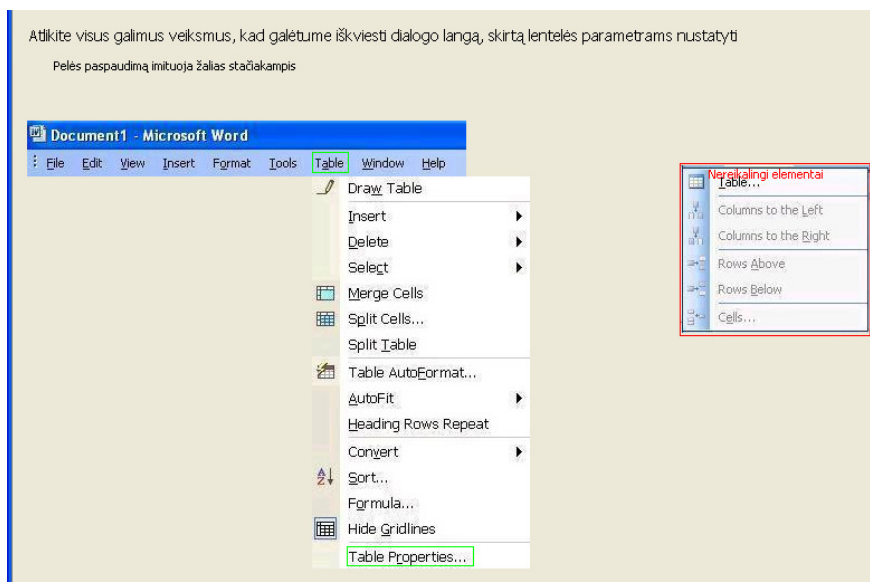 Atlikite visus galimus veiksmus, kad galėtume iškviesti dialogo langą, skirtą lentelės parametrams nustatyti
Pelės paspaudimą imituoja žalias stačiakampis
Document1 - Microsoft Word
File Edit View Insert Format Tools Table Window Help
Draw Table
Insert
Delete
Select
Merge Cells
Split Cells...
Split Table
Table AutoFormat...
AutoFit
Heading Rows Repeat
Convert
Sort...
Formula...
Hide Gridlines
Table Properties...
Nereikalingi elementai
Table...
Columns to the Left
Columns to the Right
Rows Above
Rows Below
Cells...